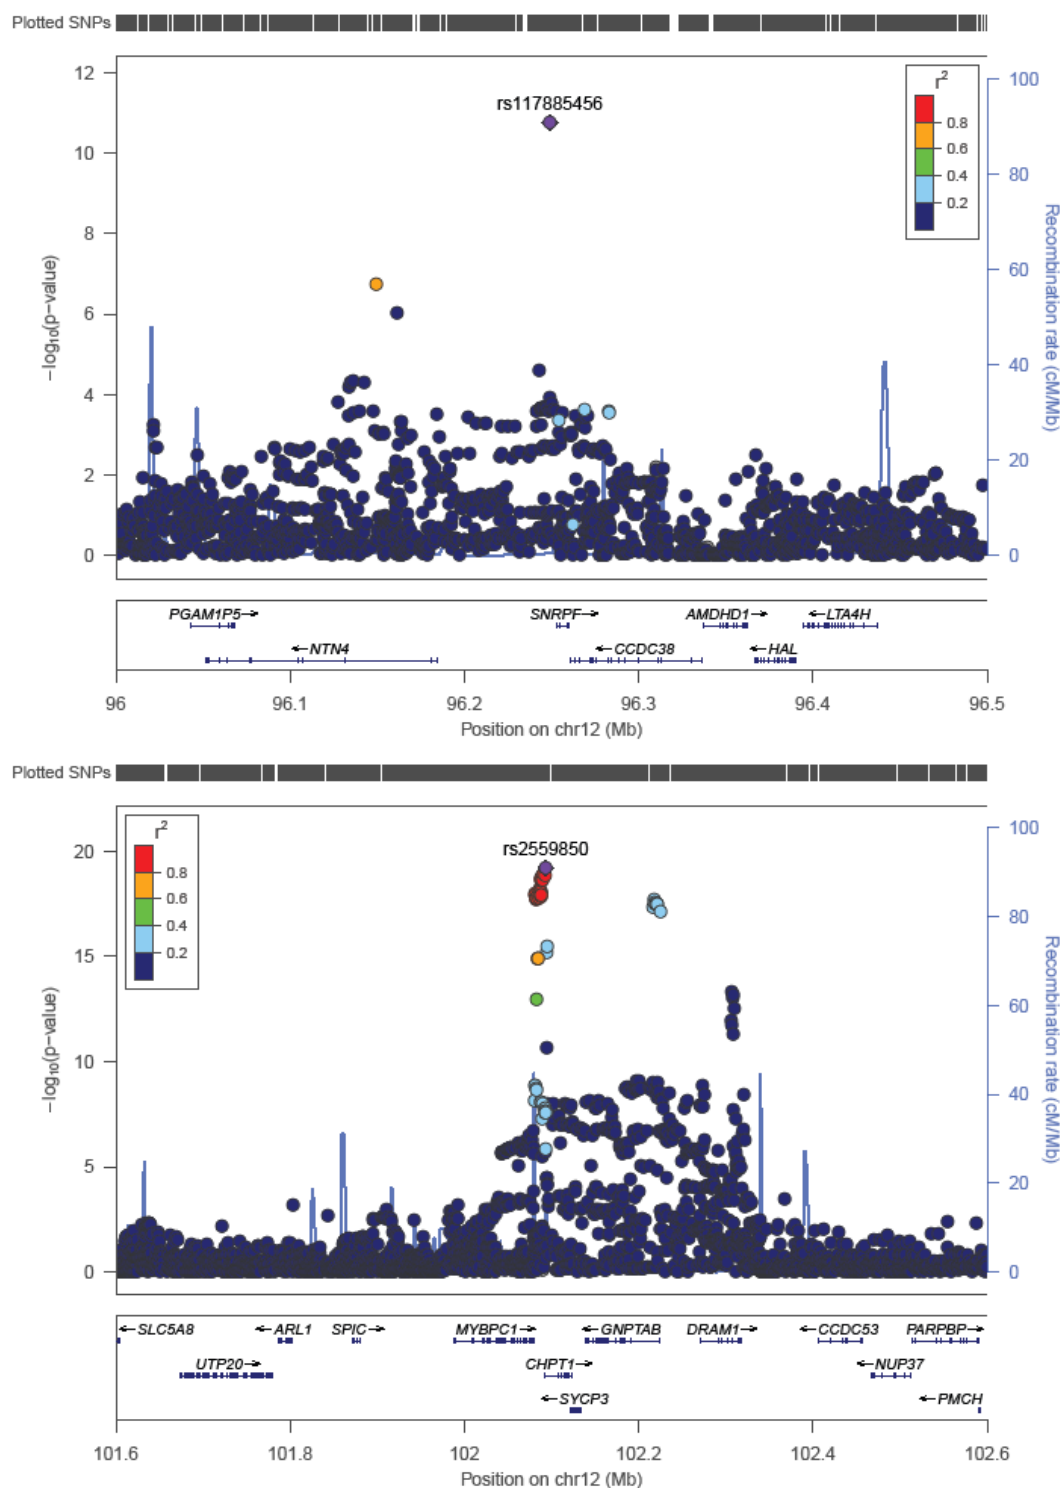 Plotted SNPs
rs117885456
r²
0.8
0.6
0.4
0.2
12
10
8
6
4
2
0
−log₁₀(p−value)
100
80
60
40
20
0
Recombination rate (cM/Mb)
PGAM1P5→
SNRPF→
AMDHD1→
←LTA4H
←NTN4
←CCDC38
←HAL
96
96.1
96.2
96.3
96.4
96.5
Position on chr12 (Mb)
Plotted SNPs
rs2559850
r²
0.8
0.6
0.4
0.2
20
15
10
5
0
−log₁₀(p−value)
100
80
60
40
20
0
Recombination rate (cM/Mb)
←SLC5A8
←ARL1
SPIC→
MYBPC1→
←GNPTAB
DRAM1→
←CCDC53
PARPBP→
UTP20→
CHPT1→
←NUP37
←SYCP3
←PMCH
101.6
101.8
102
102.2
102.4
102.6
Position on chr12 (Mb)